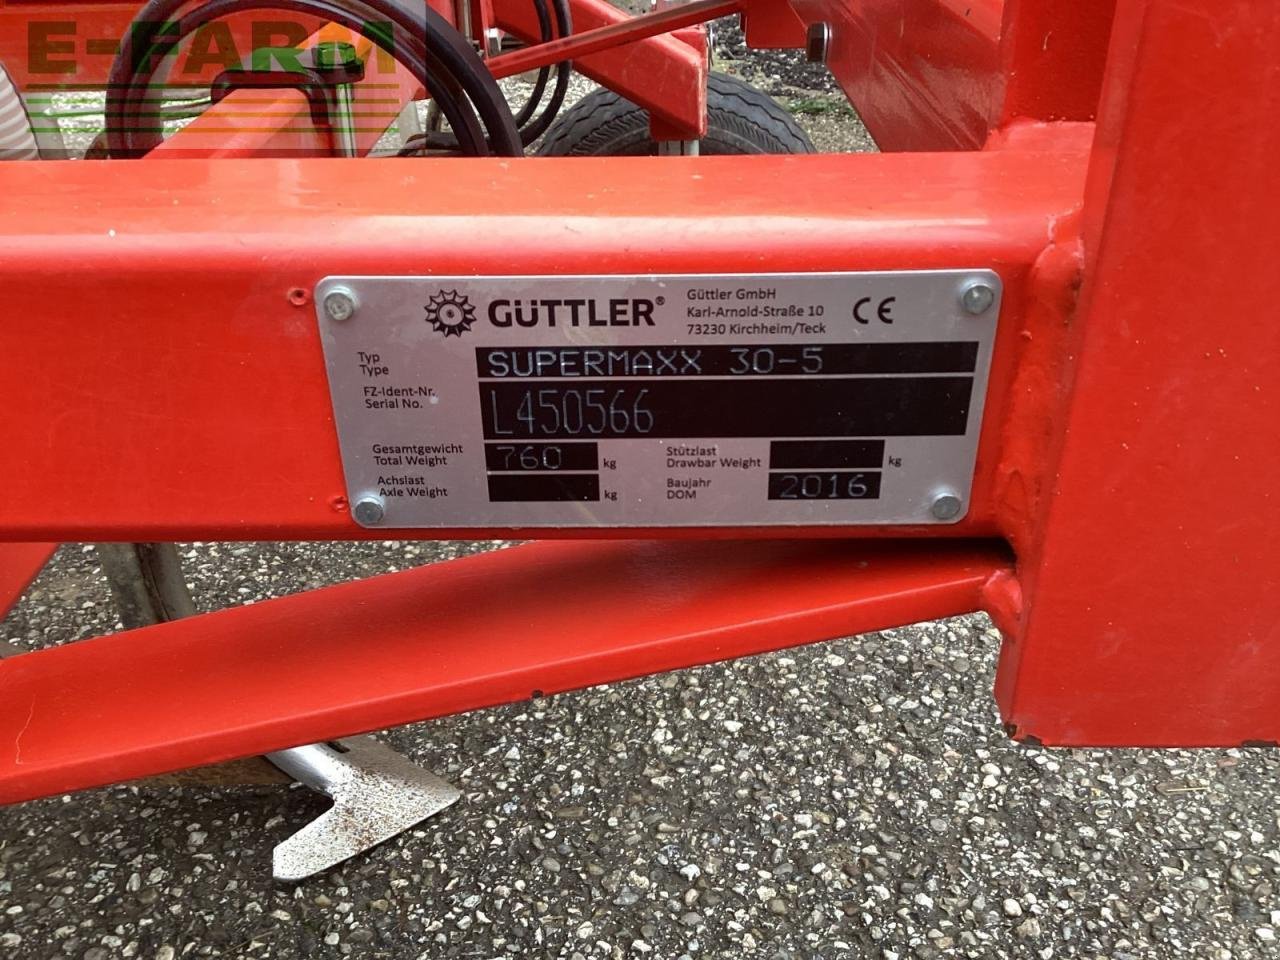 E-FARM
GÜTTLER®
Güttler GmbH
Karl-Arnold-Straße 10
73230 Kirchheim/Teck
CE
Typ
Type
SUPERMAXX 30-5
FZ-Ident-Nr.
Serial No.
L450566
Gesamtgewicht
Total Weight
760 kg
Stützlast
Drawbar Weight
kg
Achslast
Axle Weight
kg
Baujahr
DOM
2016